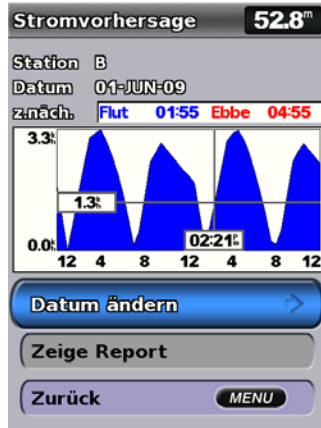 Stromvorhersage 52.8m
Station B
Datum 01-JUN-09
z.näch. Flut 01:55 Ebbe 04:55
3.3k
1.3k
0.0k 02:21P
12 4 8 12 4 8 12
Datum ändern
Zeige Report
Zurück MENU